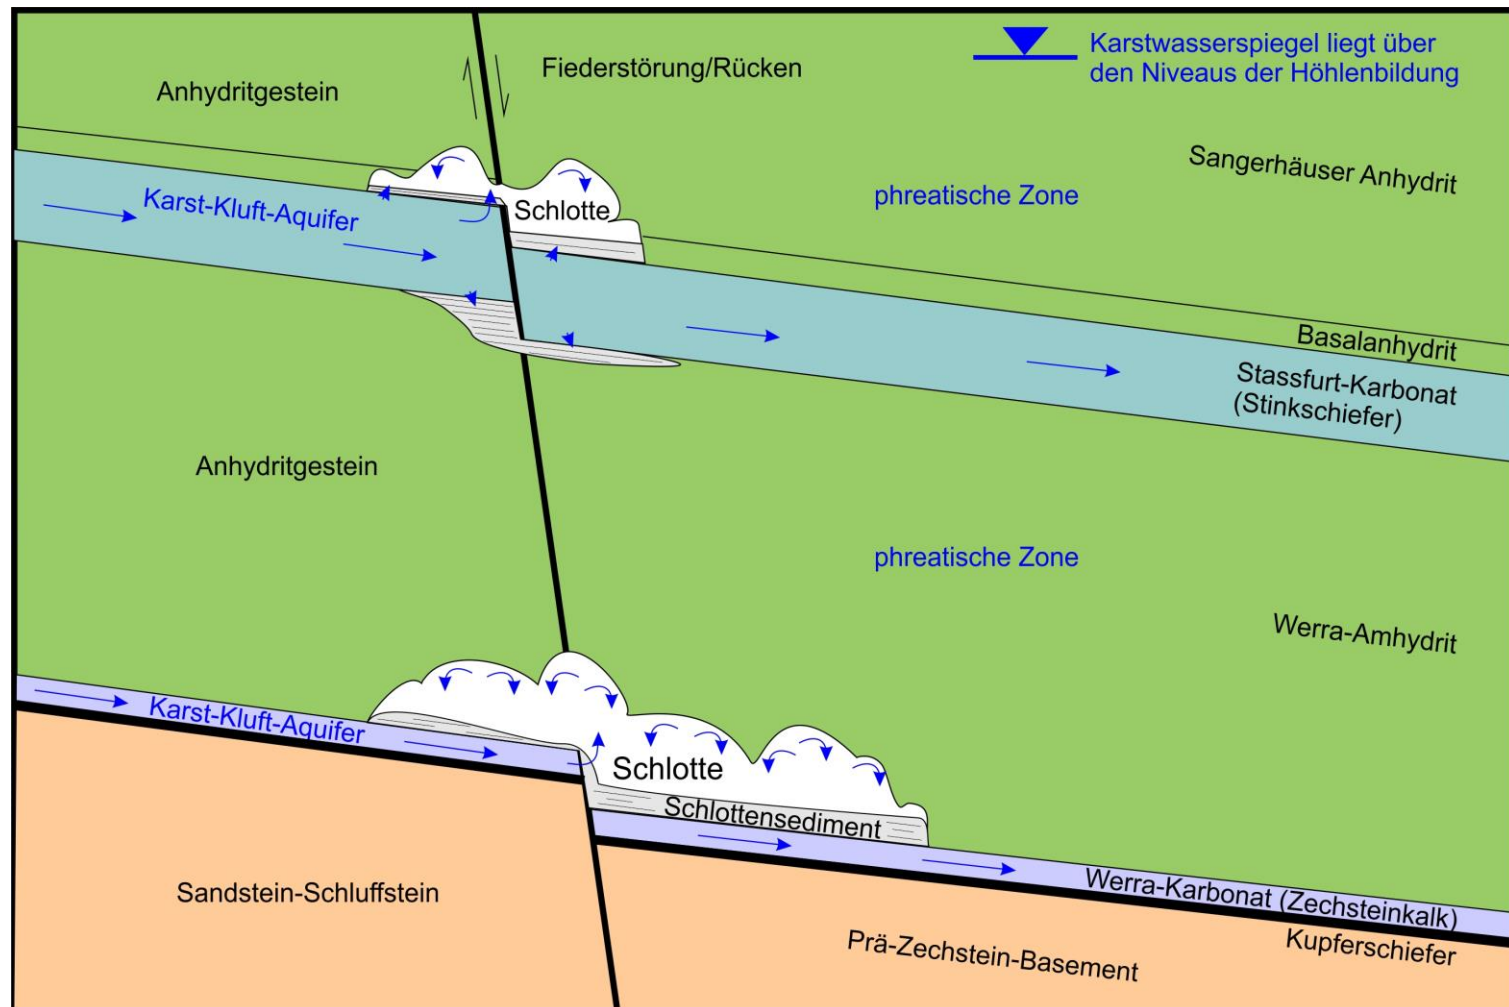 Karstwasserspiegel liegt über
den Niveaus der Höhlenbildung
Fiederstörung/Rücken
Anhydritgestein
Sangerhäuser Anhydrit
phreatische Zone
Karst-Kluft-Aquifer
Schlotte
Basalanhydrit
Stassfurt-Karbonat
(Stinkschiefer)
Anhydritgestein
phreatische Zone
Werra-Amhydrit
Karst-Kluft-Aquifer
Schlotte
Schlottensediment
Werra-Karbonat (Zechsteinkalk)
Kupferschiefer
Sandstein-Schluffstein
Prä-Zechstein-Basement